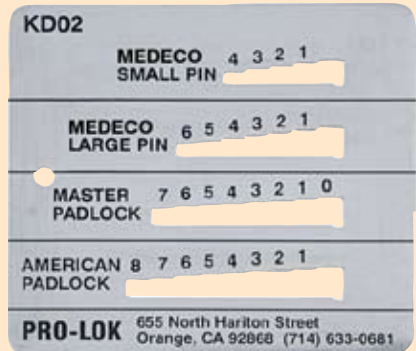 KD02
MEDECO 4 3 2 1
SMALL PIN
MEDECO 6 5 4 3 2 1
LARGE PIN
MASTER 7 6 5 4 3 2 1 0
PADLOCK
AMERICAN 8 7 6 5 4 3 2 1
PADLOCK
PRO-LOK 655 North Hariton Street
Orange, CA 92868 (714) 633-0681